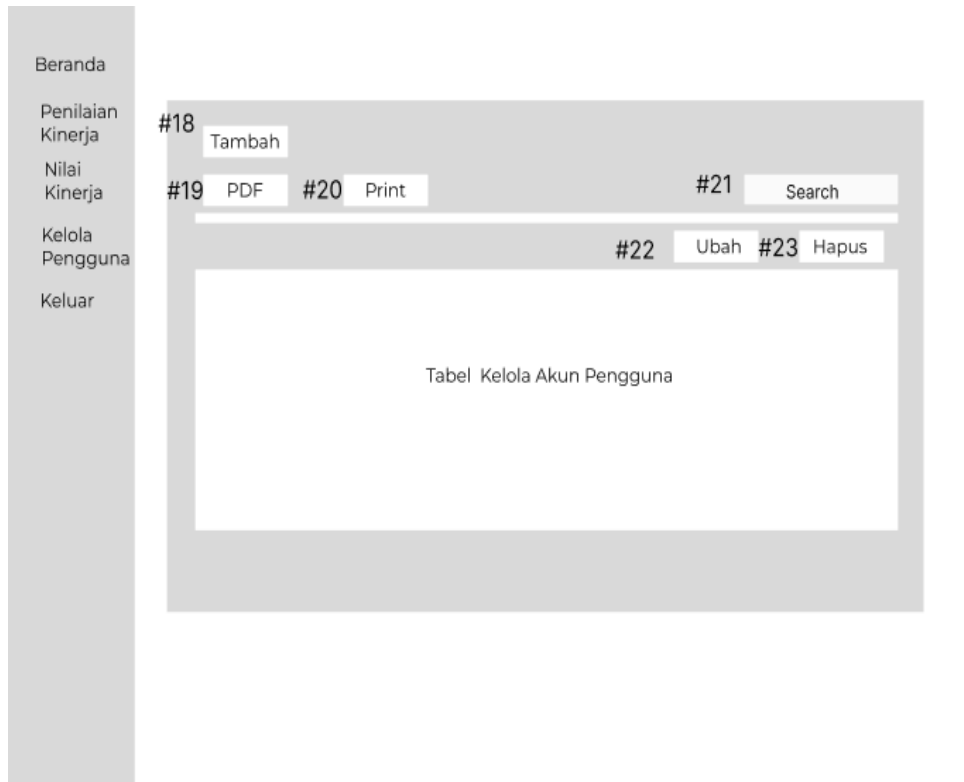 Beranda
Penilaian
Kinerja
Nilai
Kinerja
Kelola
Pengguna
Keluar
#18 Tambah
#19 PDF #20 Print #21 Search
#22 Ubah #23 Hapus
Tabel Kelola Akun Pengguna